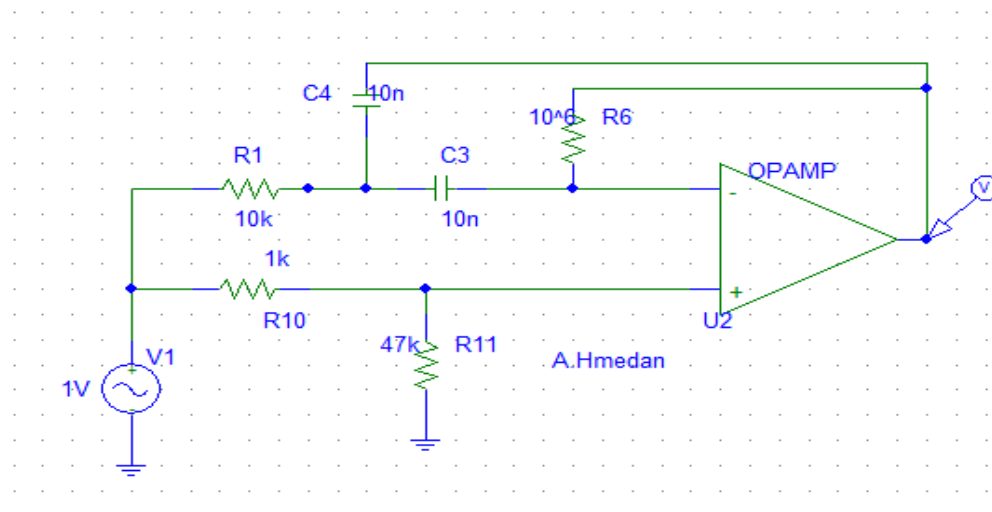 C4 10n
10^6 R6
R1
C3
OPAMP
V
10k
10n
-
1k
+
R10
U2
47k R11
V1
A.Hmedan
1V
+
-